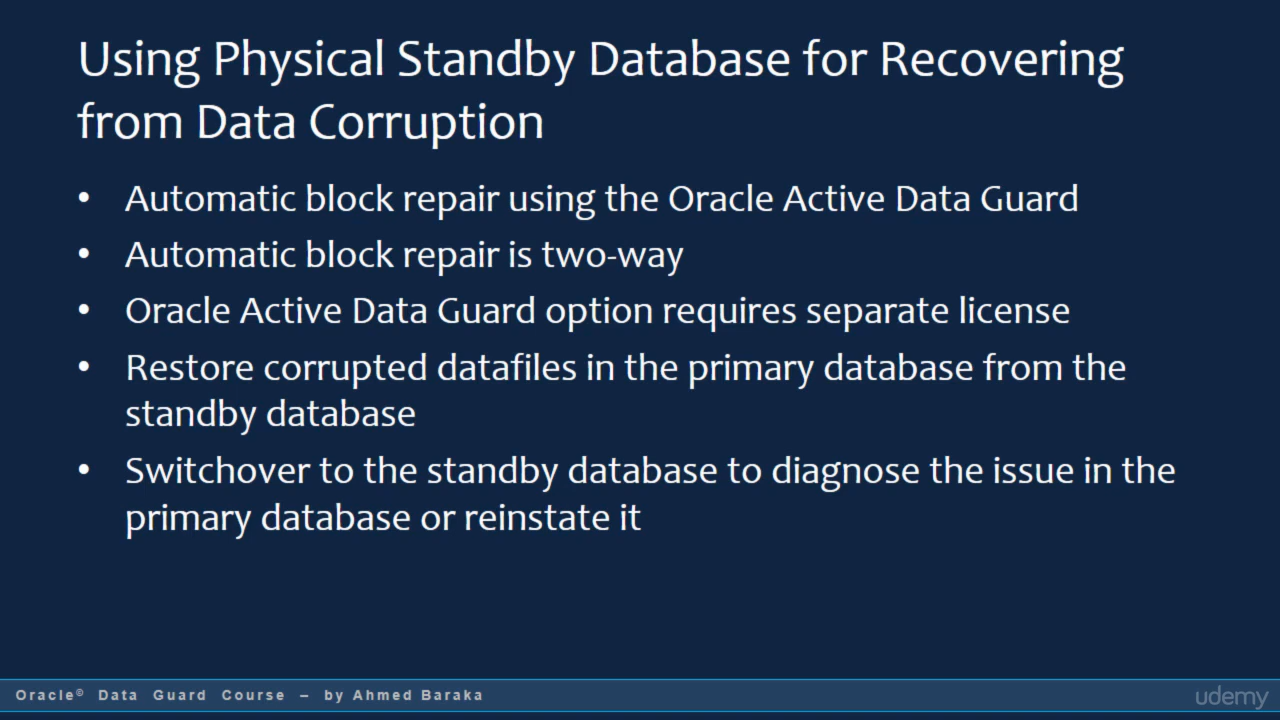 Using Physical Standby Database for Recovering
from Data Corruption
• Automatic block repair using the Oracle Active Data Guard
• Automatic block repair is two-way
• Oracle Active Data Guard option requires separate license
• Restore corrupted datafiles in the primary database from the
standby database
• Switchover to the standby database to diagnose the issue in the
primary database or reinstate it
Oracle© Data Guard Course – by Ahmed Baraka
udemy